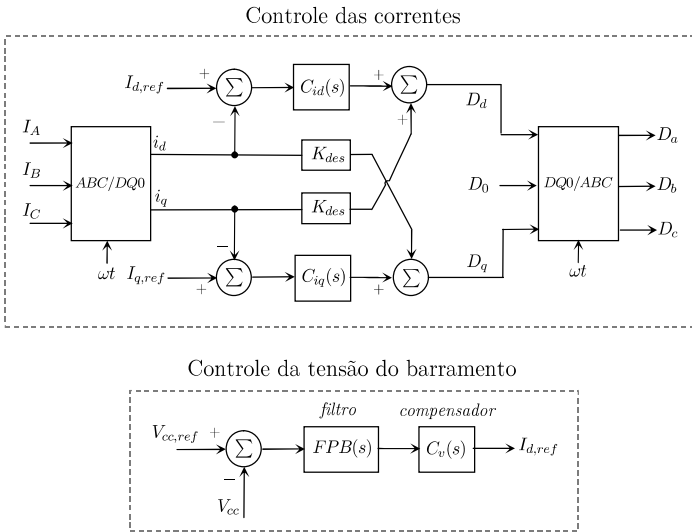 Controle das correntes
I_{d,ref}
+
∑
−
C_{id}(s)
+
∑
+
D_d
I_A
I_B
I_C
ABC/DQ0
ωt
i_d
i_q
K_{des}
K_{des}
D_0
DQ0/ABC
ωt
D_a
D_b
D_c
−
I_{q,ref}
+
∑
C_{iq}(s)
+
∑
D_q
Controle da tensão do barramento
filtro
compensador
V_{cc,ref}
+
∑
−
V_{cc}
FPB(s)
C_v(s)
I_{d,ref}